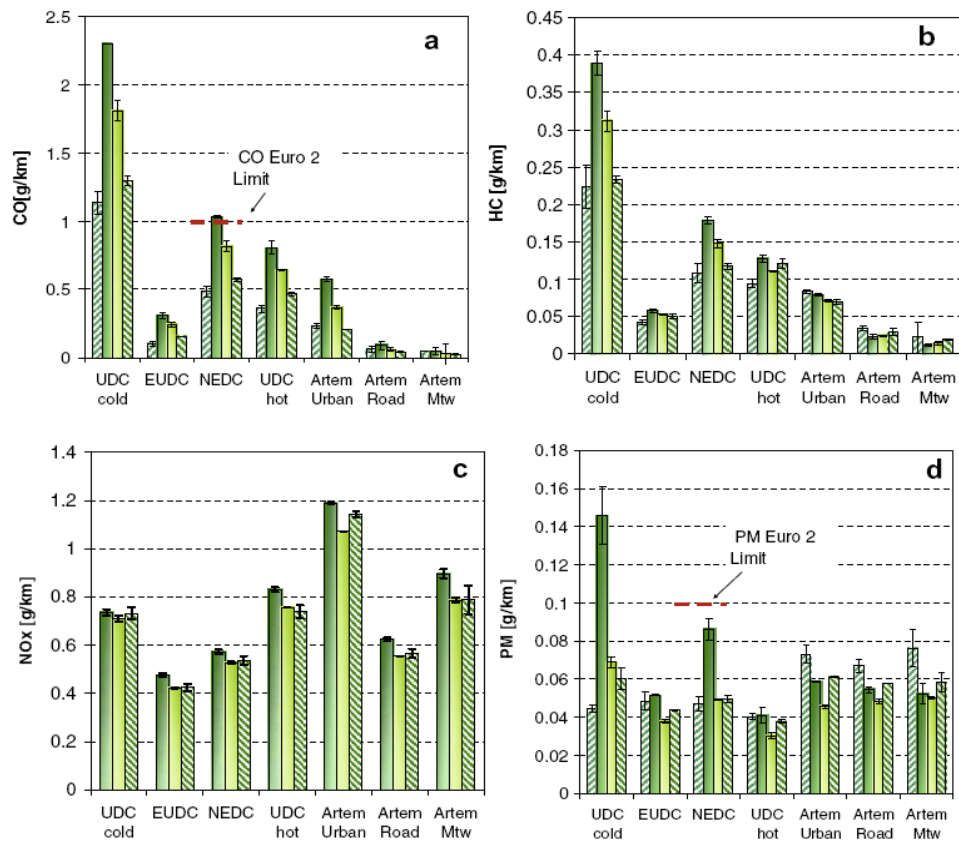 a
2.5
2
1.5
1
0.5
0
CO[g/km]
CO Euro 2
Limit
UDC EUDC NEDC UDC Artem Artem Artem
cold hot Urban Road Mtw
b
0.45
0.4
0.35
0.3
0.25
0.2
0.15
0.1
0.05
0
HC [g/km]
UDC EUDC NEDC UDC Artem Artem Artem
cold hot Urban Road Mtw
c
1.4
1.2
1
0.8
0.6
0.4
0.2
0
NOx [g/km]
UDC EUDC NEDC UDC Artem Artem Artem
cold hot Urban Road Mtw
d
0.18
0.16
0.14
0.12
0.1
0.08
0.06
0.04
0.02
0.00
PM [g/km]
PM Euro 2
Limit
UDC EUDC NEDC UDC Artem Artem Artem
cold hot Urban Road Mtw